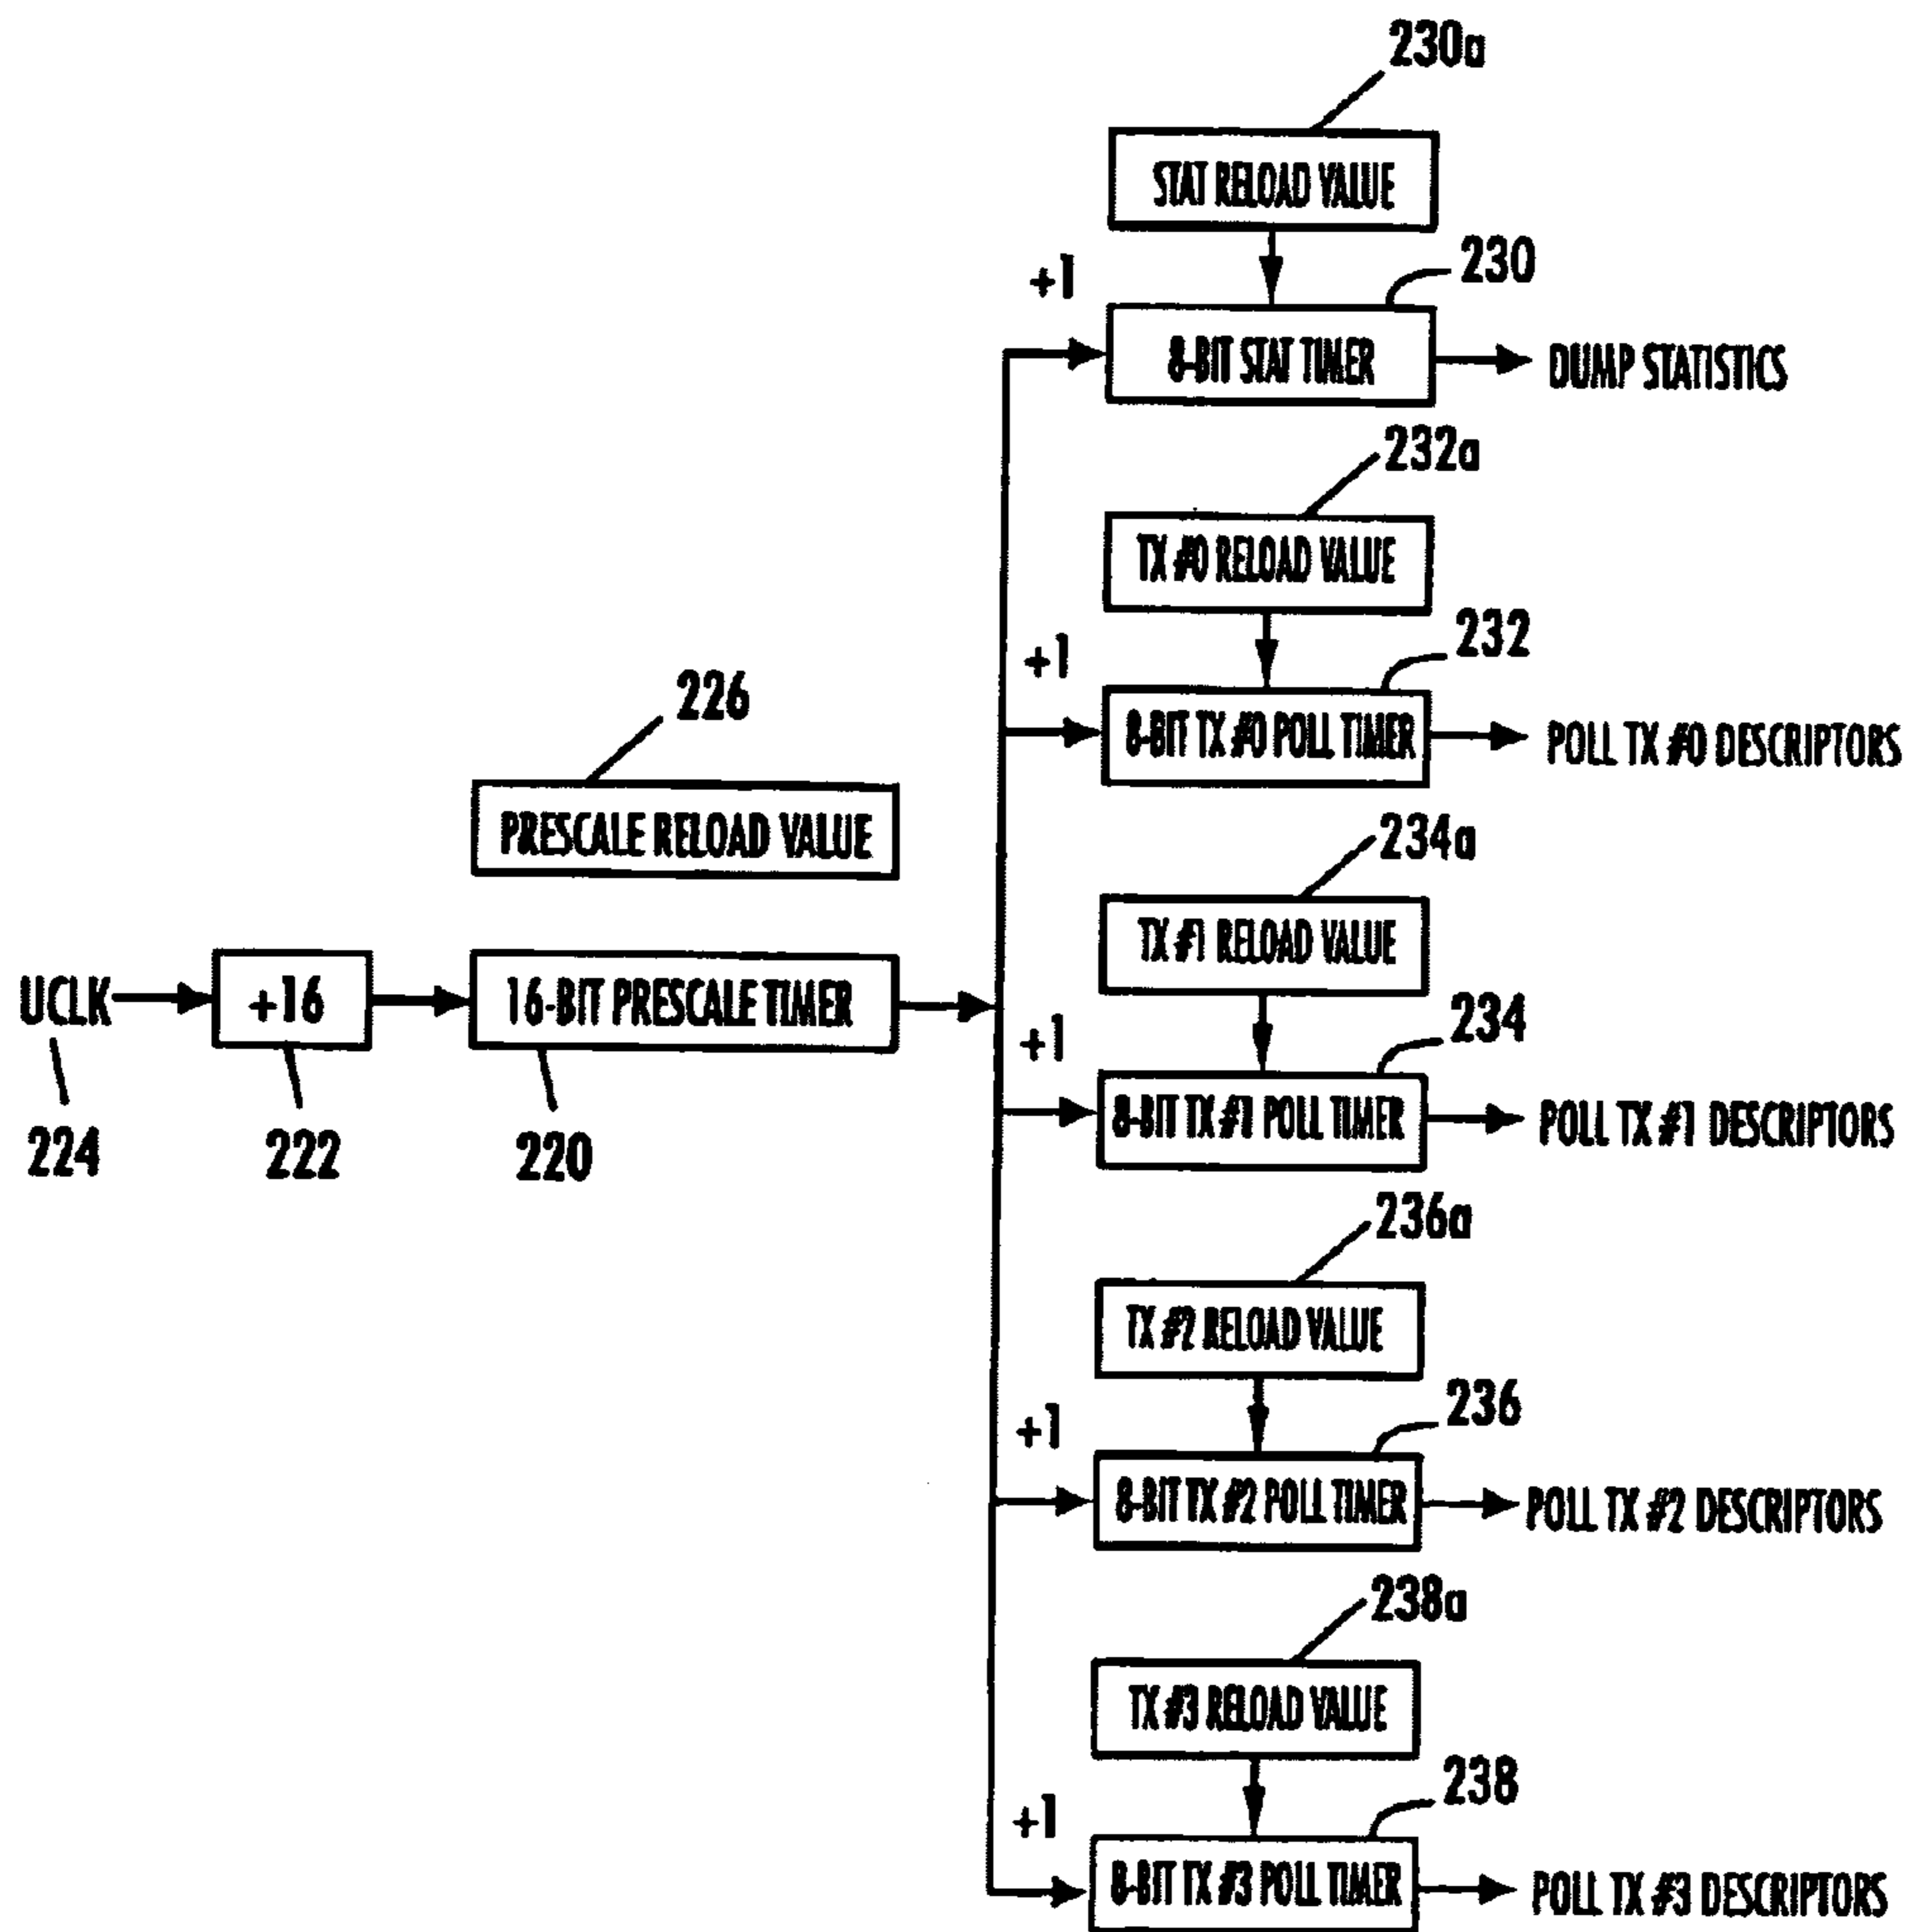 230a
STAT RELOAD VALUE
230
+1
8-BIT STAT TIMER
DUMP STATISTICS
232a
TX #0 RELOAD VALUE
232
+1
8-BIT TX #0 POLL TIMER
POLL TX #0 DESCRIPTORS
226
PRESCALE RELOAD VALUE
234a
TX #1 RELOAD VALUE
UCLK
+16
16-BIT PRESCALE TIMER
234
+1
8-BIT TX #1 POLL TIMER
POLL TX #1 DESCRIPTORS
224
222
220
236a
TX #2 RELOAD VALUE
236
+1
8-BIT TX #2 POLL TIMER
POLL TX #2 DESCRIPTORS
238a
TX #3 RELOAD VALUE
238
+1
8-BIT TX #3 POLL TIMER
POLL TX #3 DESCRIPTORS